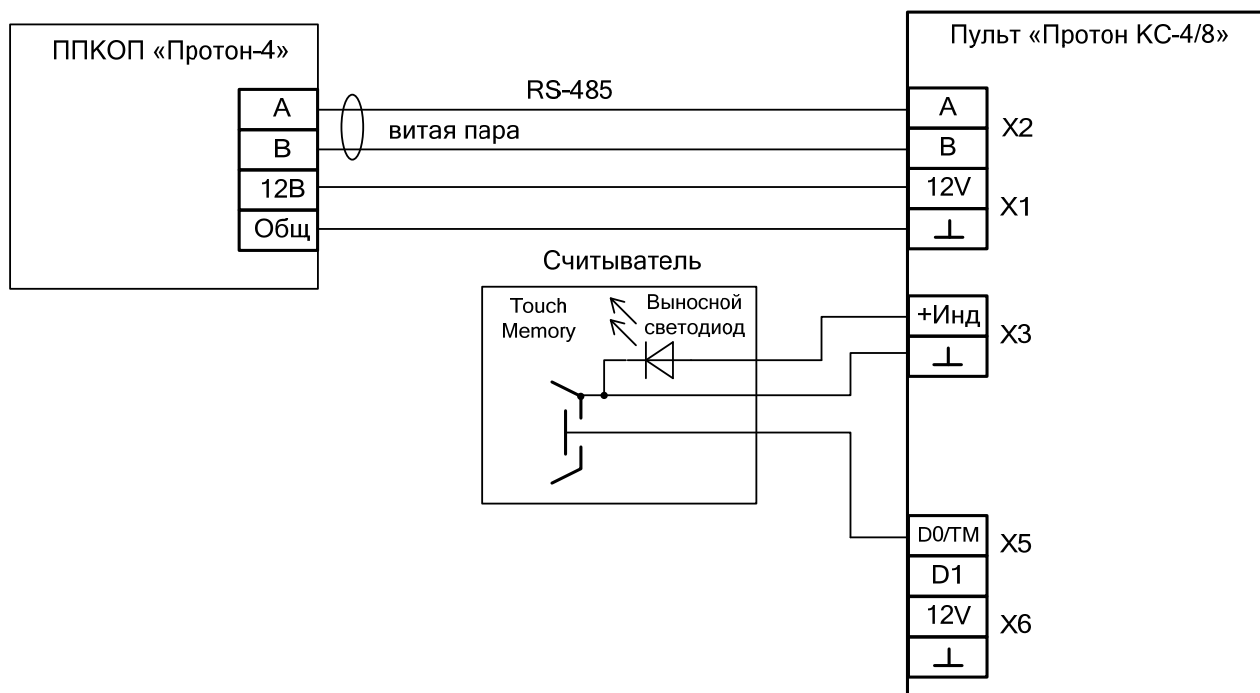 ППКОП «Протон-4»
Пульт «Протон КС-4/8»
A
B
12В
Общ
RS-485
витая пара
A
B
X2
12V
X1
Считыватель
Touch
Memory
Выносной
светодиод
+Инд
X3
D0/TM
X5
D1
12V
X6